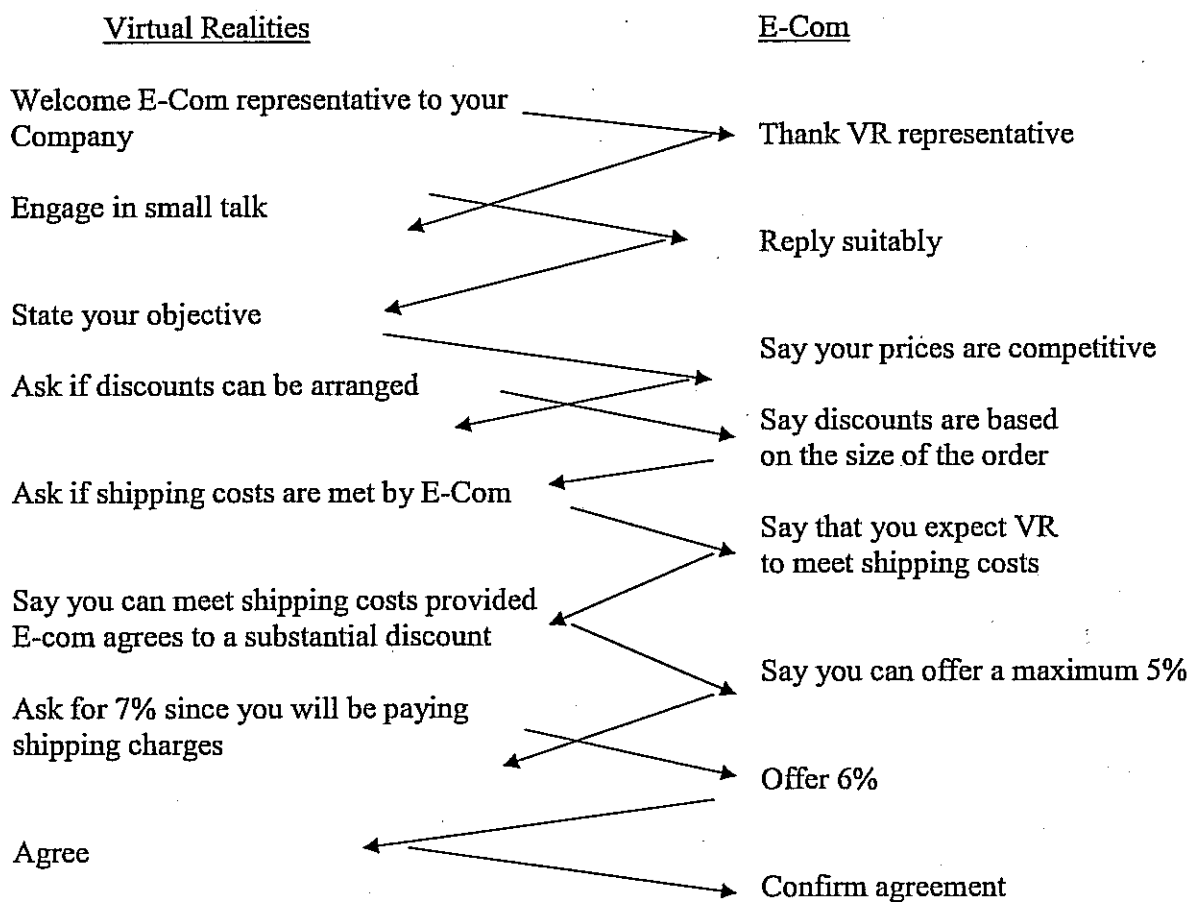 Virtual Realities
E-Com
Welcome E-Com representative to your
Company
Thank VR representative
Engage in small talk
Reply suitably
State your objective
Say your prices are competitive
Ask if discounts can be arranged
Say discounts are based
on the size of the order
Ask if shipping costs are met by E-Com
Say that you expect VR
to meet shipping costs
Say you can meet shipping costs provided
E-com agrees to a substantial discount
Say you can offer a maximum 5%
Ask for 7% since you will be paying
shipping charges
Offer 6%
Agree
Confirm agreement